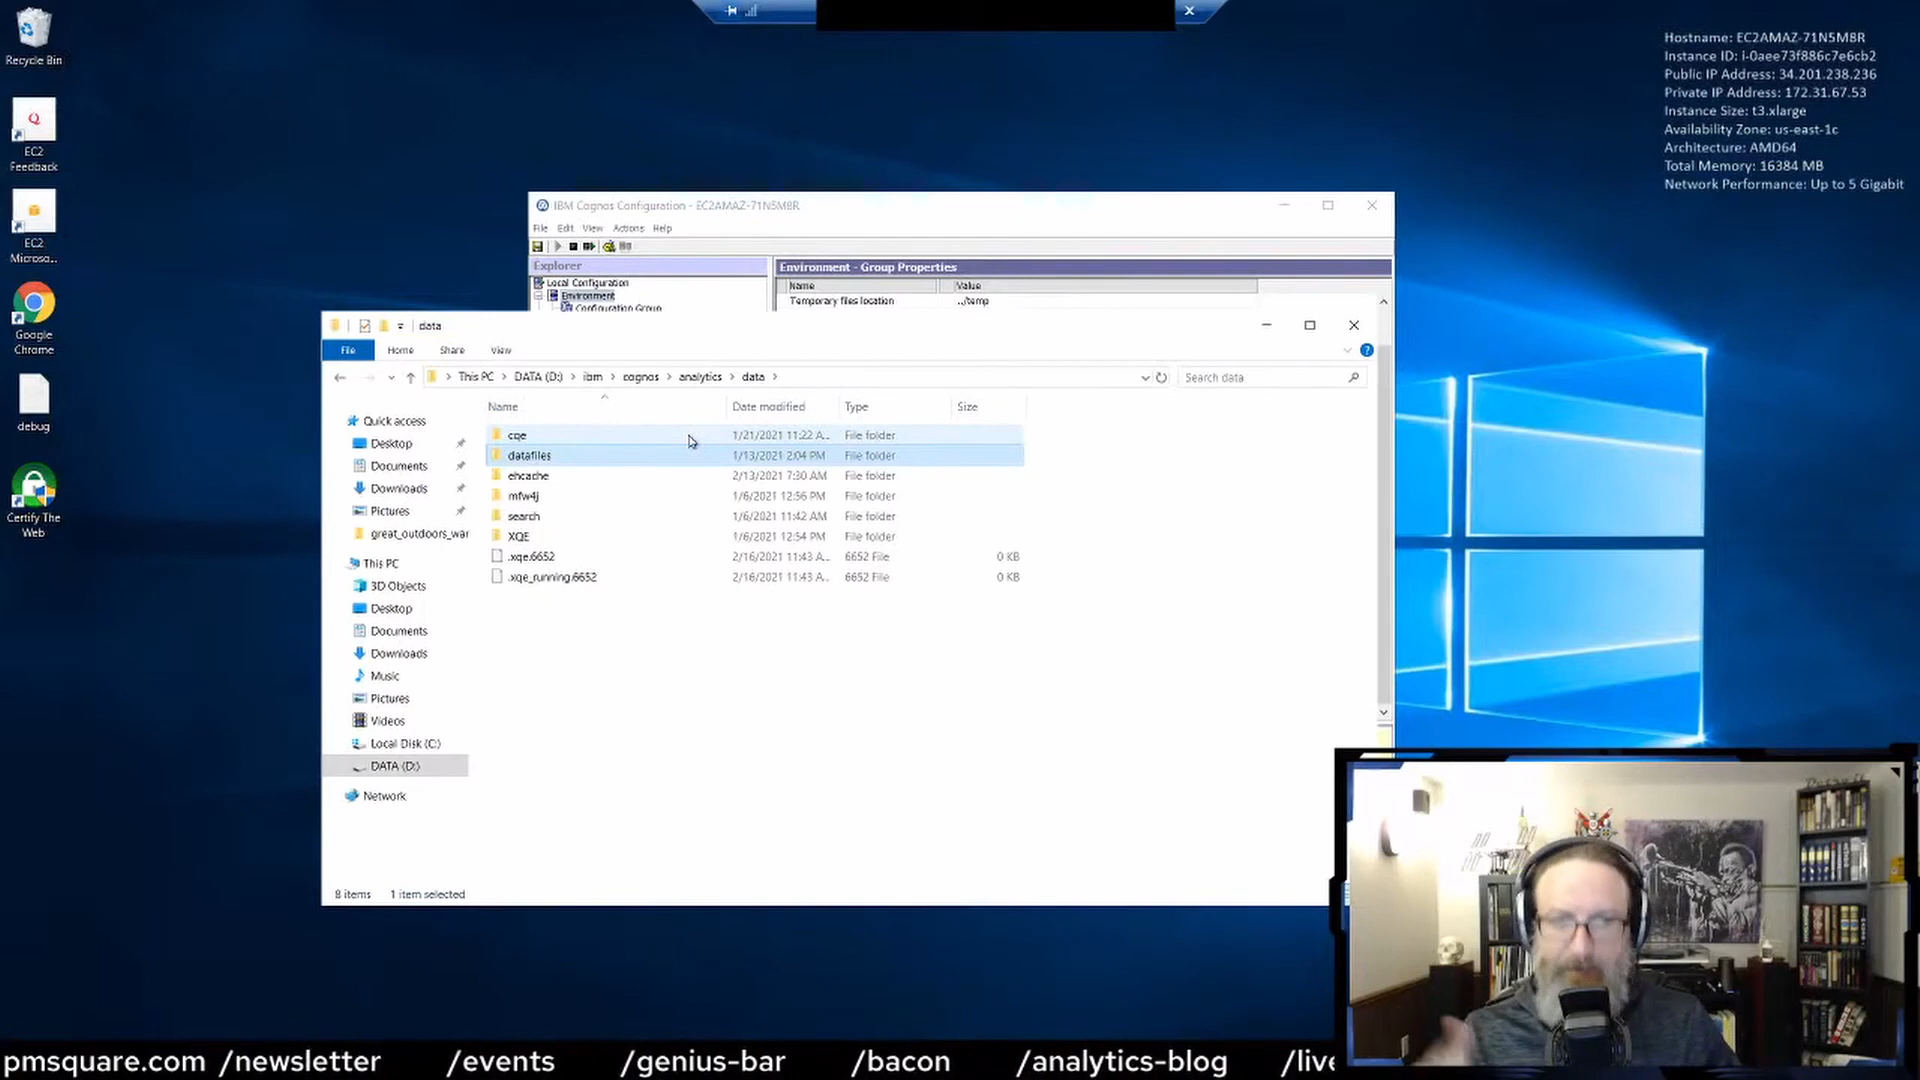 Recycle Bin
EC2
Feedback
EC2
Microso...
Google
Chrome
debug
Certify The
Web
Hostname: EC2AMAZ-71N5M8R
Instance ID: i-0aee73f886c7e6cb2
Public IP Address: 34.201.238.236
Private IP Address: 172.31.67.53
Instance Size: t3.xlarge
Availability Zone: us-east-1c
Architecture: AMD64
Total Memory: 16384 MB
Network Performance: Up to 5 Gigabit
IBM Cognos Configuration - EC2AMAZ-71N5M8R
File Edit View Actions Help
Explorer
Local Configuration
Environment
Configuration Group
Environment - Group Properties
Name Value
Temporary files location ../temp
data
File Home Share View
This PC > DATA (D:) > ibm > cognos > analytics > data >
Search data
Quick access
Desktop
Documents
Downloads
Pictures
great_outdoors_war
This PC
3D Objects
Desktop
Documents
Downloads
Music
Pictures
Videos
Local Disk (C:)
DATA (D:)
Network
Name Date modified Type Size
cqe 1/21/2021 11:22 A... File folder
datafiles 1/13/2021 2:04 PM File folder
ehcache 2/13/2021 7:30 AM File folder
mfw4j 1/6/2021 12:56 PM File folder
search 1/6/2021 11:42 AM File folder
XQE 1/6/2021 12:54 PM File folder
.xqe.6652 2/16/2021 11:43 A... 6652 File 0 KB
.xqe_running.6652 2/16/2021 11:43 A... 6652 File 0 KB
8 items 1 item selected
pmsquare.com /newsletter /events /genius-bar /bacon /analytics-blog /live